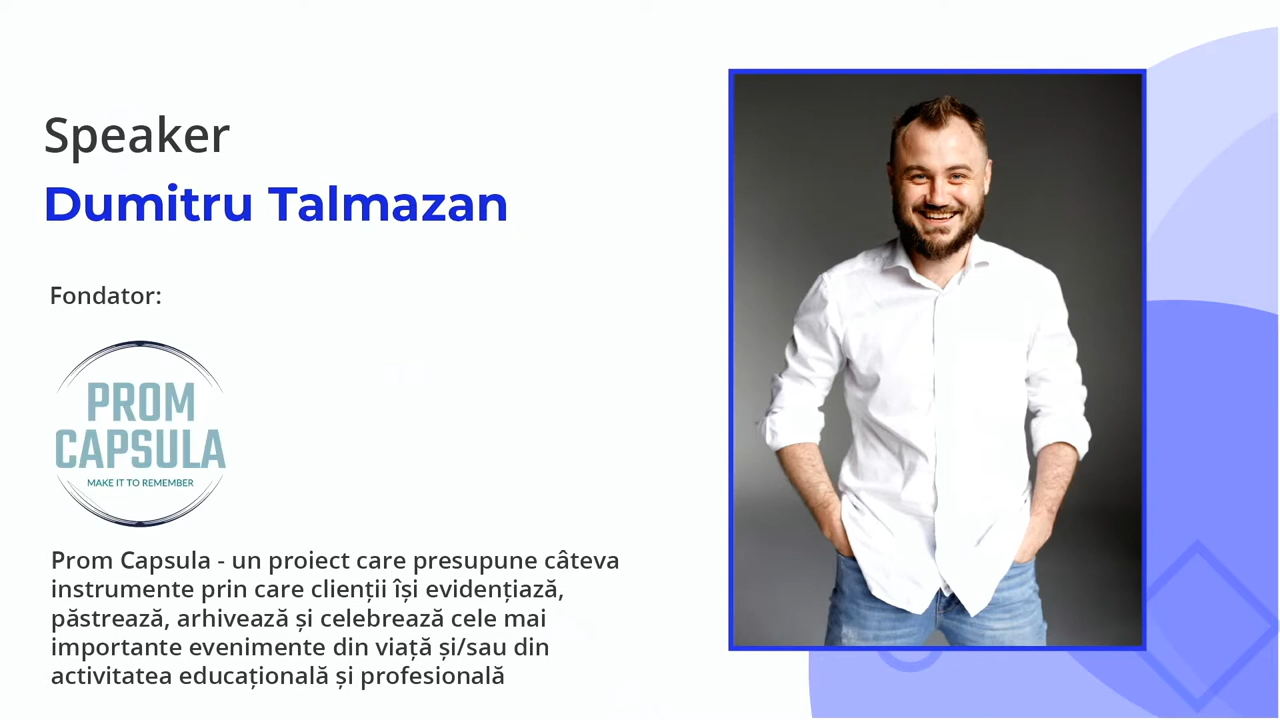 Speaker
Dumitru Talmazan
Fondator:
PROM
CAPSULA
MAKE IT TO REMEMBER
Prom Capsula - un proiect care presupune câteva
instrumente prin care clienții își evidențiază,
păstrează, arhivează și celebrează cele mai
importante evenimente din viață și/sau din
activitatea educațională și profesională